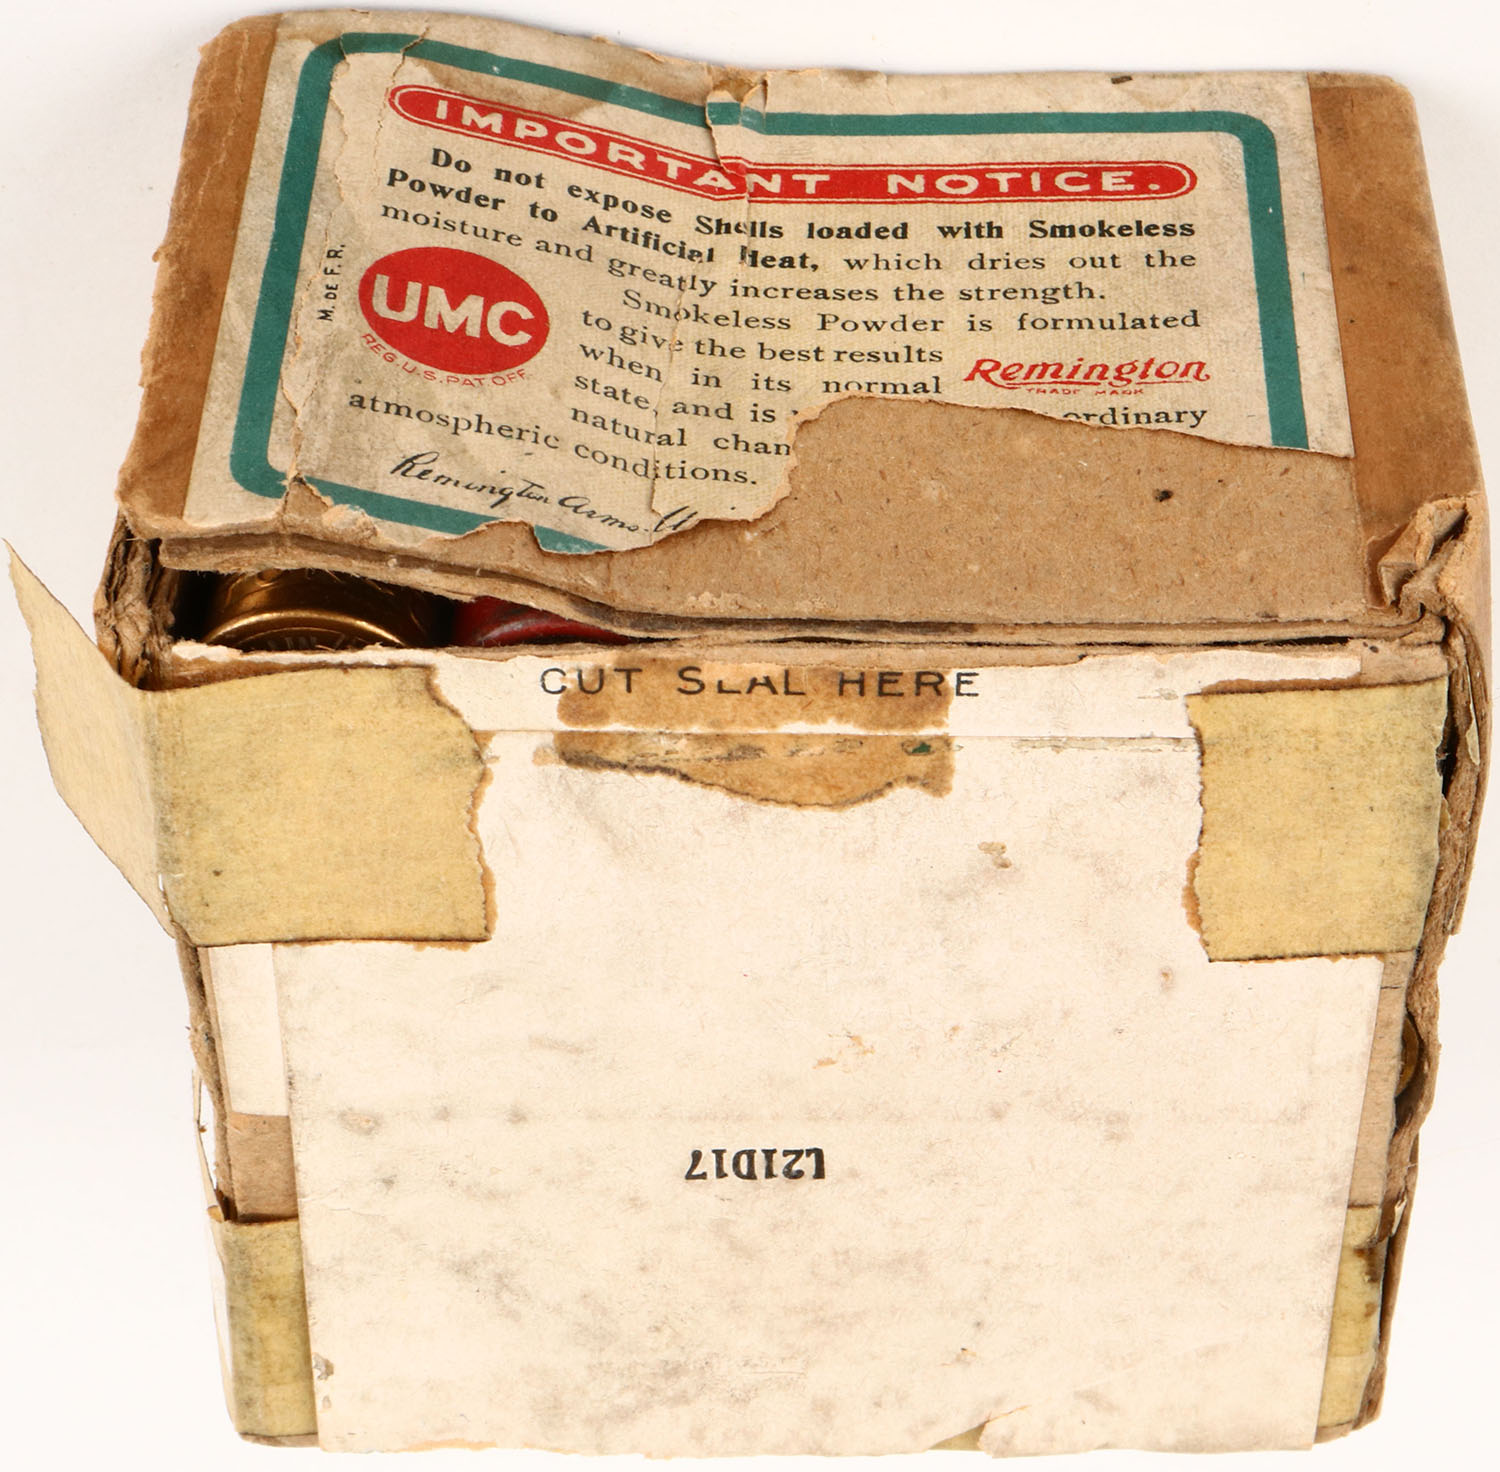 IMPORTANT NOTICE.
Do not expose Shells loaded with Smokeless
Powder to Artificial Heat, which dries out the
moisture and greatly increases the strength.
Smokeless Powder is formulated
to give the best results
when in its normal
state, and is ordinary
natural chan
atmospheric conditions.
Remington Arms
M. DE F. R.
UMC
REG. U.S. PAT OFF.
Remington
TRADE MARK
CUT SEAL HERE
L21D17